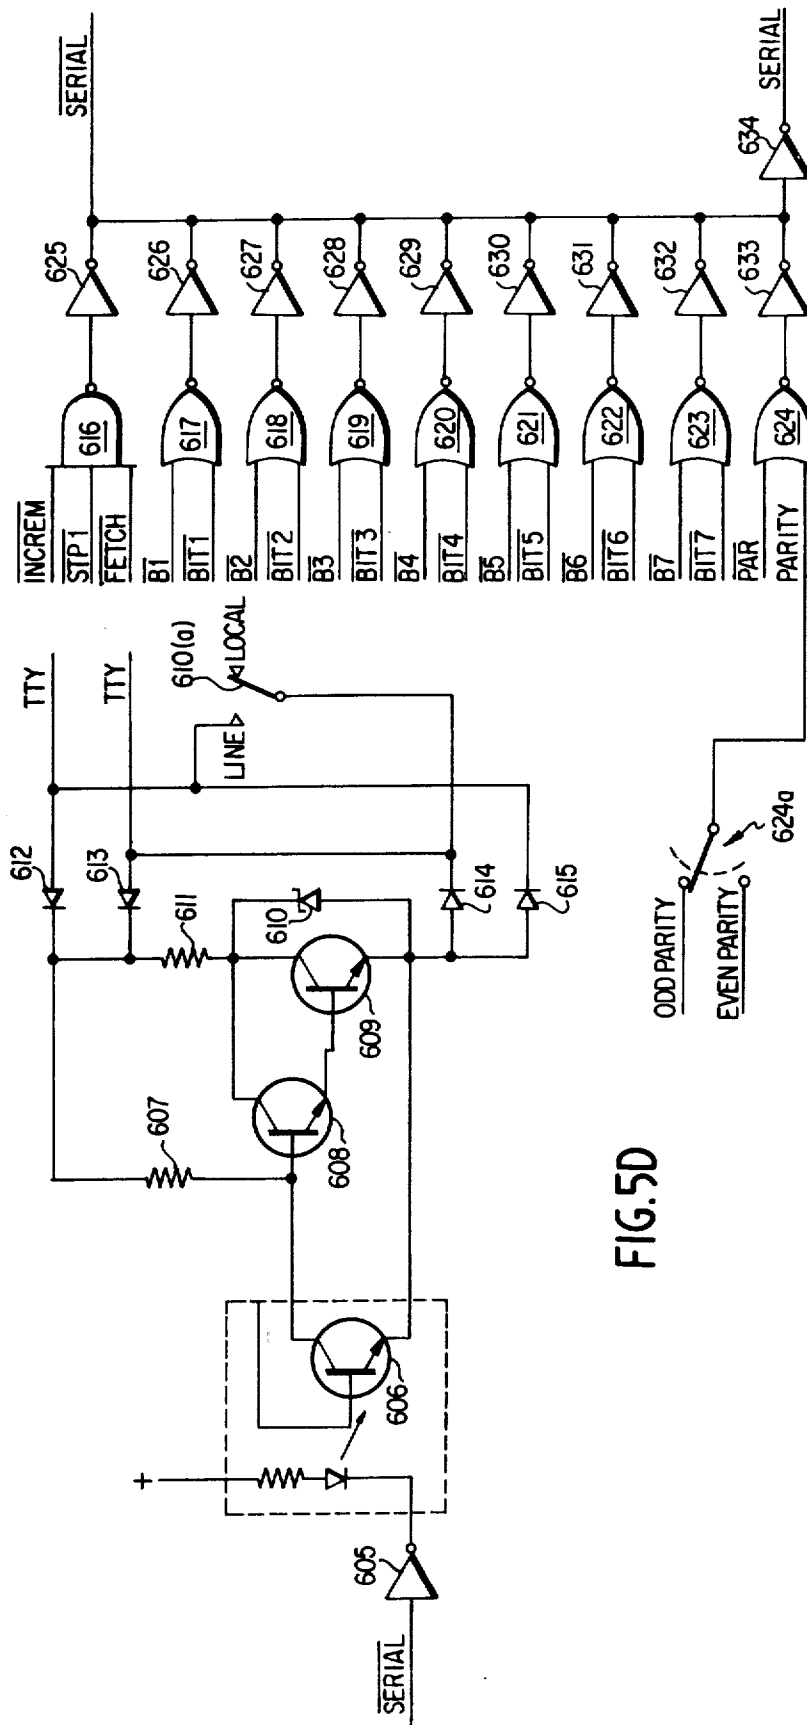 SERIAL
605
+
606
607
608
609
610
611
612
613
TTY
TTY
LINE
LOCAL
610(a)
614
615
INCREM
STP1
FETCH
616
625
SERIAL
B1
BIT1
617
626
B2
BIT2
618
627
B3
BIT3
619
628
B4
BIT4
620
629
B5
BIT5
621
630
B6
BIT6
622
631
B7
BIT7
623
632
PAR
PARITY
624
633
634
SERIAL
ODD PARITY
EVEN PARITY
624a
FIG.5D